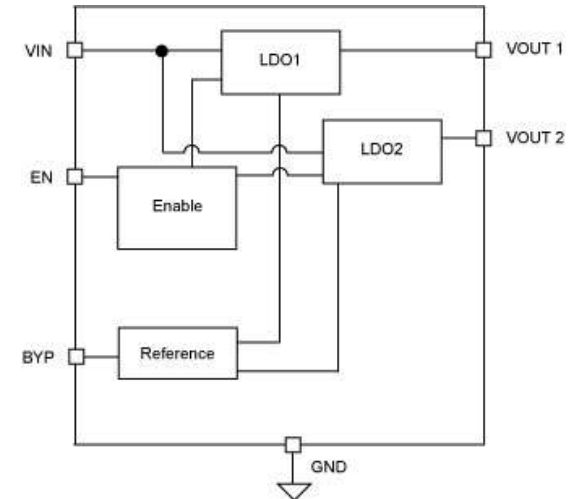 VIN
LDO1
VOUT 1
LDO2
VOUT 2
EN
Enable
BYP
Reference
GND